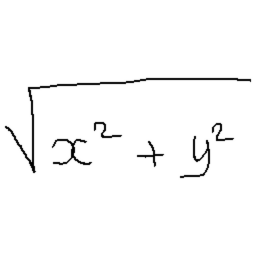 √(x² + y²)